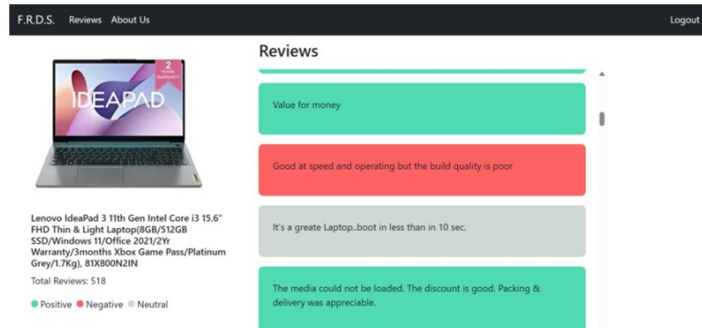 F.R.D.S. Reviews About Us Logout
Reviews
2
YEARS
WARRANTY
IDEAPAD
Value for money
Good at speed and operating but the build quality is poor
It's a greate Laptop..boot in less than in 10 sec.
The media could not be loaded. The discount is good. Packing &
delivery was appreciable.
Lenovo IdeaPad 3 11th Gen Intel Core i3 15.6"
FHD Thin & Light Laptop(8GB/512GB
SSD/Windows 11/Office 2021/2Yr
Warranty/3months Xbox Game Pass/Platinum
Grey/1.7Kg), 81X800N2IN
Total Reviews: 518
Positive Negative Neutral